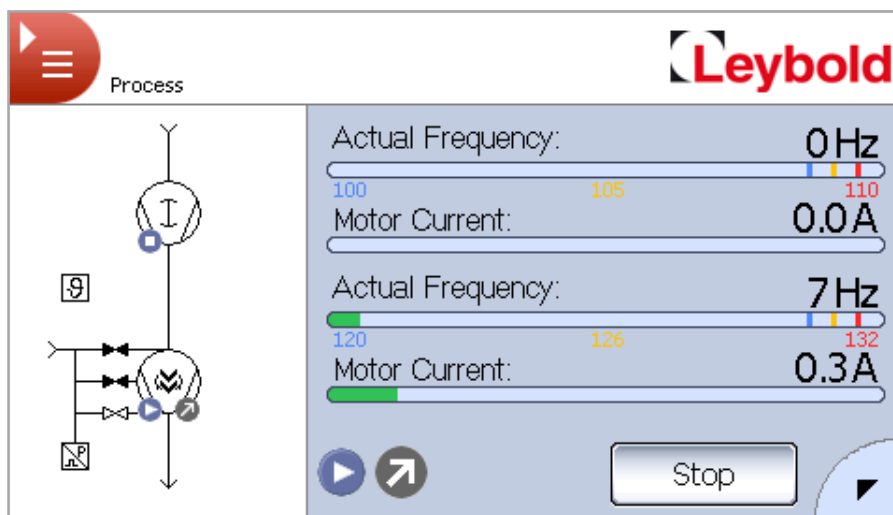 Process
Leybold
Actual Frequency:
0 Hz
100
105
110
Motor Current:
0.0 A
Actual Frequency:
7 Hz
120
126
132
Motor Current:
0.3 A
ϑ
P
Stop